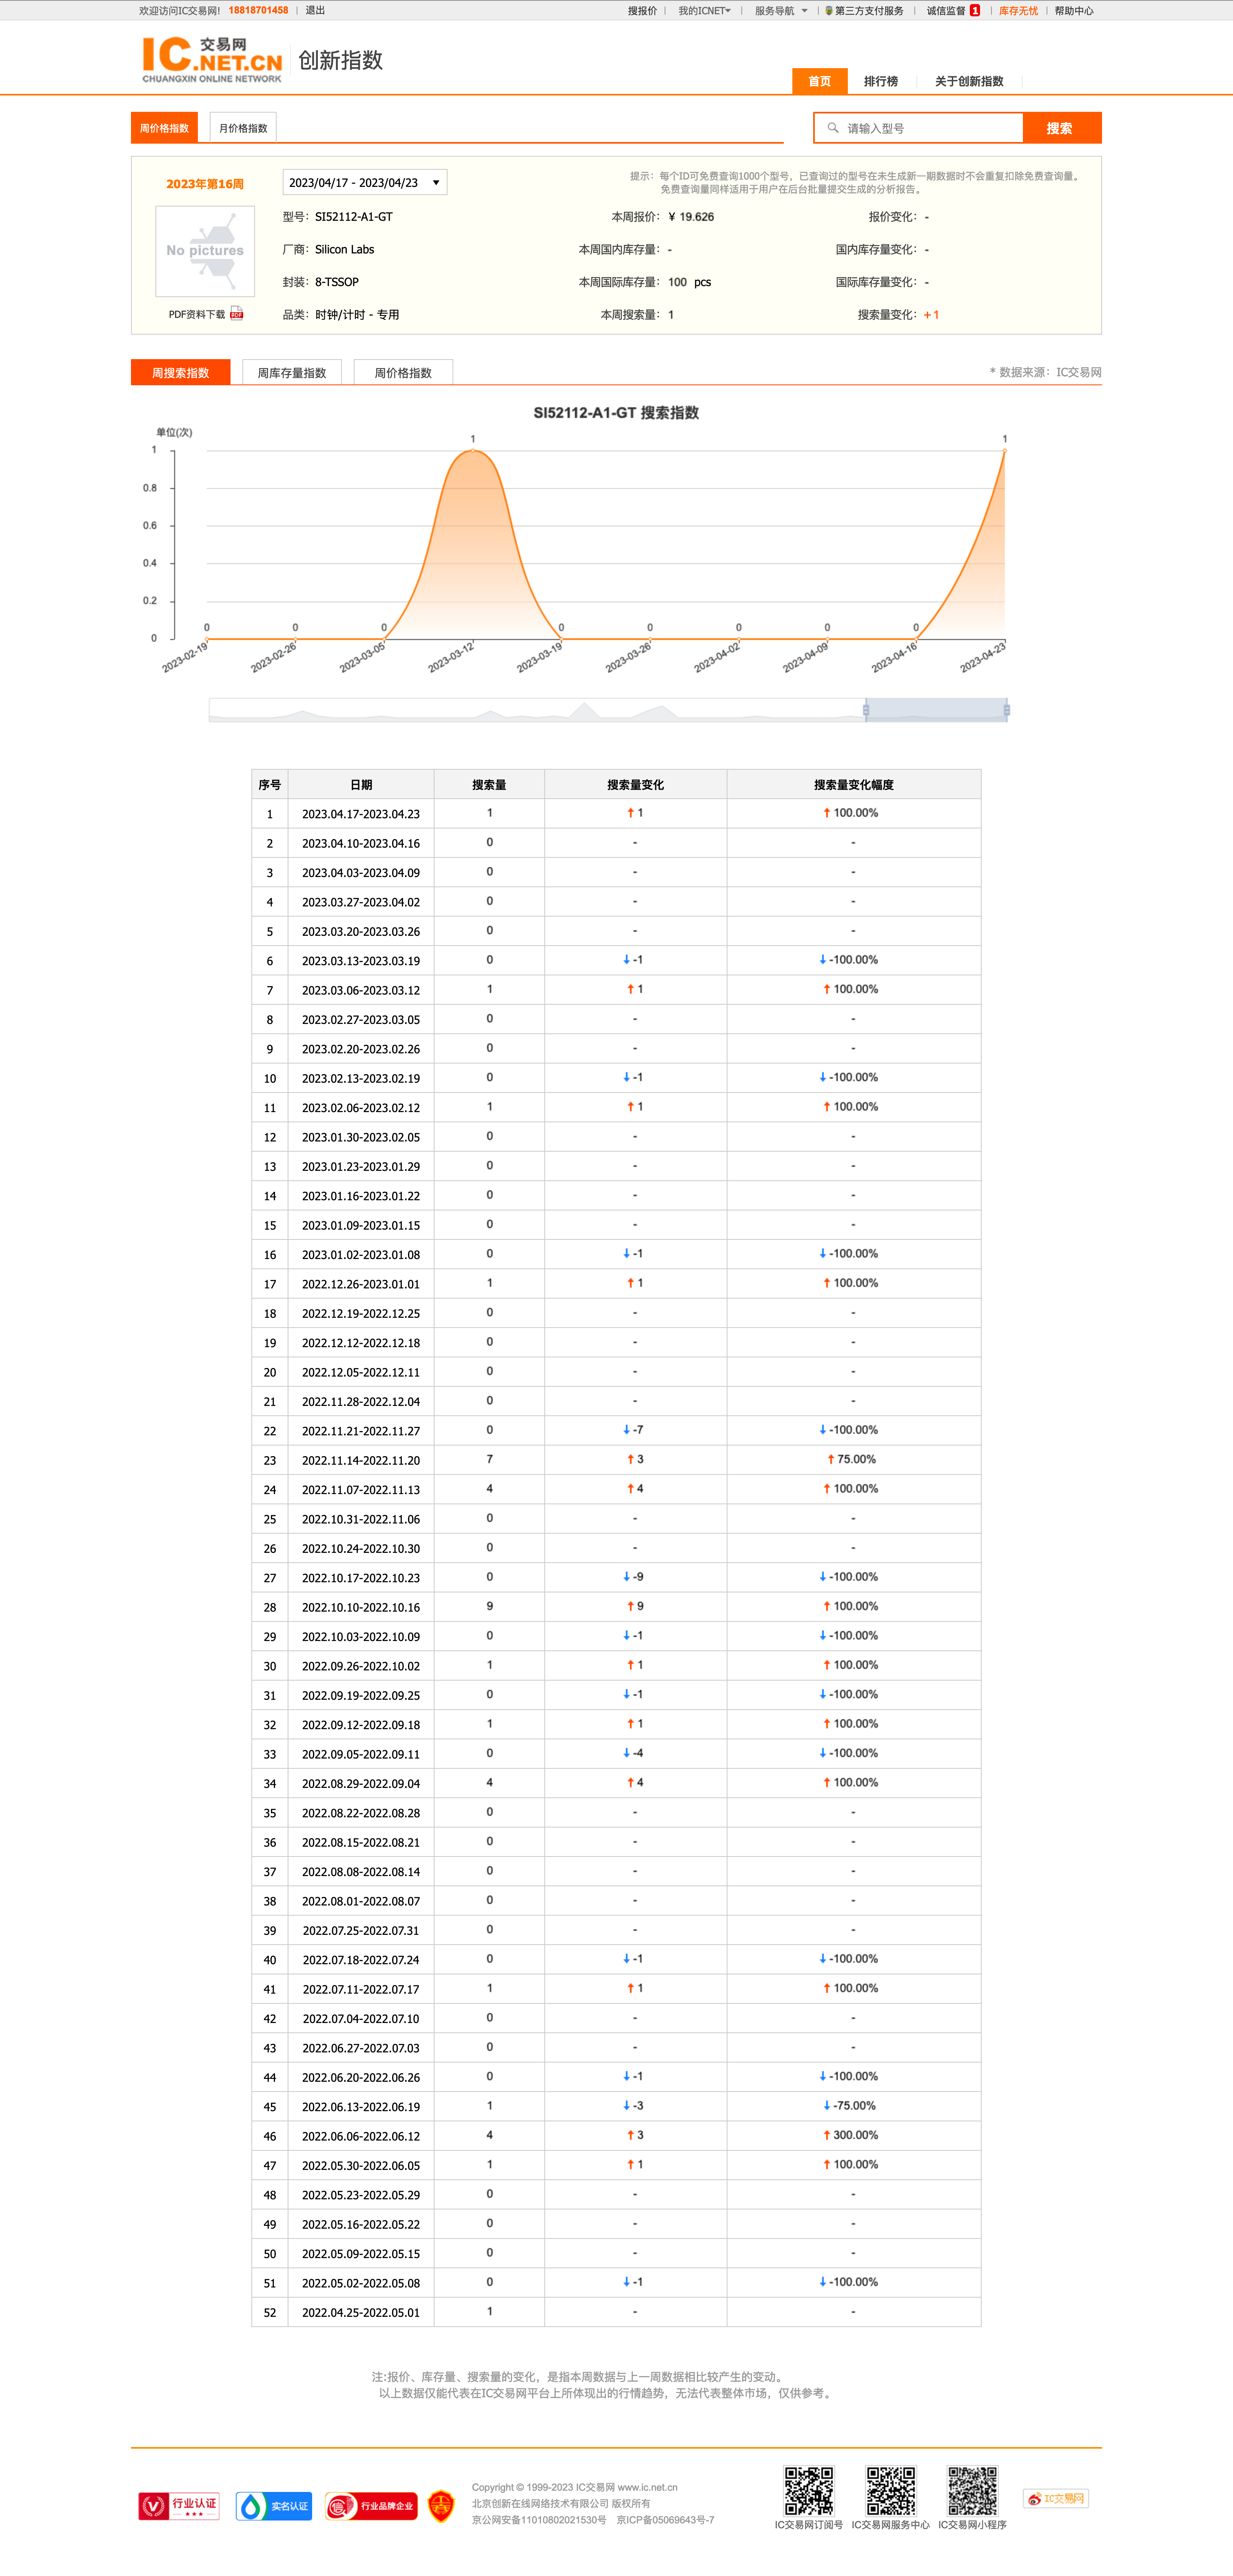 欢迎访问IC交易网! 18818701458 | 退出 搜报价 | 我的ICNET | 服务导航 | 第三方支付服务 | 诚信监督 1 | 库存无忧 | 帮助中心
IC 交易网
.NET.CN
CHUANGXIN ONLINE NETWORK
创新指数
首页 排行榜 关于创新指数
周价格指数 月价格指数 请输入型号 搜索
2023年第16周 2023/04/17 - 2023/04/23
提示：每个ID可免费查询1000个型号，已查询过的型号在未生成新一期数据时不会重复扣除免费查询量。
免费查询量同样适用于用户在后台批量提交生成的分析报告。
No pictures
PDF资料下载
型号：SI52112-A1-GT 本周报价：¥ 19.626 报价变化：-
厂商：Silicon Labs 本周国内库存量：- 国内库存量变化：-
封装：8-TSSOP 本周国际库存量：100 pcs 国际库存量变化：-
品类：时钟/计时 - 专用 本周搜索量：1 搜索量变化：+1
周搜索指数 周库存量指数 周价格指数 * 数据来源：IC交易网
SI52112-A1-GT 搜索指数
单位(次)
1
0.8
0.6
0.4
0.2
0
0 0 0 1 0 0 0 0 0 1
2023-02-19 2023-02-26 2023-03-05 2023-03-12 2023-03-19 2023-03-26 2023-04-02 2023-04-09 2023-04-16 2023-04-23
序号 日期 搜索量 搜索量变化 搜索量变化幅度
1 2023.04.17-2023.04.23 1 ↑ 1 ↑ 100.00%
2 2023.04.10-2023.04.16 0 - -
3 2023.04.03-2023.04.09 0 - -
4 2023.03.27-2023.04.02 0 - -
5 2023.03.20-2023.03.26 0 - -
6 2023.03.13-2023.03.19 0 ↓ -1 ↓ -100.00%
7 2023.03.06-2023.03.12 1 ↑ 1 ↑ 100.00%
8 2023.02.27-2023.03.05 0 - -
9 2023.02.20-2023.02.26 0 - -
10 2023.02.13-2023.02.19 0 ↓ -1 ↓ -100.00%
11 2023.02.06-2023.02.12 1 ↑ 1 ↑ 100.00%
12 2023.01.30-2023.02.05 0 - -
13 2023.01.23-2023.01.29 0 - -
14 2023.01.16-2023.01.22 0 - -
15 2023.01.09-2023.01.15 0 - -
16 2023.01.02-2023.01.08 0 ↓ -1 ↓ -100.00%
17 2022.12.26-2023.01.01 1 ↑ 1 ↑ 100.00%
18 2022.12.19-2022.12.25 0 - -
19 2022.12.12-2022.12.18 0 - -
20 2022.12.05-2022.12.11 0 - -
21 2022.11.28-2022.12.04 0 - -
22 2022.11.21-2022.11.27 0 ↓ -7 ↓ -100.00%
23 2022.11.14-2022.11.20 7 ↑ 3 ↑ 75.00%
24 2022.11.07-2022.11.13 4 ↑ 4 ↑ 100.00%
25 2022.10.31-2022.11.06 0 - -
26 2022.10.24-2022.10.30 0 - -
27 2022.10.17-2022.10.23 0 ↓ -9 ↓ -100.00%
28 2022.10.10-2022.10.16 9 ↑ 9 ↑ 100.00%
29 2022.10.03-2022.10.09 0 ↓ -1 ↓ -100.00%
30 2022.09.26-2022.10.02 1 ↑ 1 ↑ 100.00%
31 2022.09.19-2022.09.25 0 ↓ -1 ↓ -100.00%
32 2022.09.12-2022.09.18 1 ↑ 1 ↑ 100.00%
33 2022.09.05-2022.09.11 0 ↓ -4 ↓ -100.00%
34 2022.08.29-2022.09.04 4 ↑ 4 ↑ 100.00%
35 2022.08.22-2022.08.28 0 - -
36 2022.08.15-2022.08.21 0 - -
37 2022.08.08-2022.08.14 0 - -
38 2022.08.01-2022.08.07 0 - -
39 2022.07.25-2022.07.31 0 - -
40 2022.07.18-2022.07.24 0 ↓ -1 ↓ -100.00%
41 2022.07.11-2022.07.17 1 ↑ 1 ↑ 100.00%
42 2022.07.04-2022.07.10 0 - -
43 2022.06.27-2022.07.03 0 - -
44 2022.06.20-2022.06.26 0 ↓ -1 ↓ -100.00%
45 2022.06.13-2022.06.19 1 ↓ -3 ↓ -75.00%
46 2022.06.06-2022.06.12 4 ↑ 3 ↑ 300.00%
47 2022.05.30-2022.06.05 1 ↑ 1 ↑ 100.00%
48 2022.05.23-2022.05.29 0 - -
49 2022.05.16-2022.05.22 0 - -
50 2022.05.09-2022.05.15 0 - -
51 2022.05.02-2022.05.08 0 ↓ -1 ↓ -100.00%
52 2022.04.25-2022.05.01 1 - -
注:报价、库存量、搜索量的变化，是指本周数据与上一周数据相比较产生的变动。
以上数据仅能代表在IC交易网平台上所体现出的行情趋势，无法代表整体市场，仅供参考。
行业认证 实名认证 行业品牌企业
Copyright © 1999-2023 IC交易网 www.ic.net.cn
北京创新在线网络技术有限公司 版权所有
京公网安备11010802021530号 京ICP备05069643号-7
IC交易网订阅号 IC交易网服务中心 IC交易网小程序
IC交易网